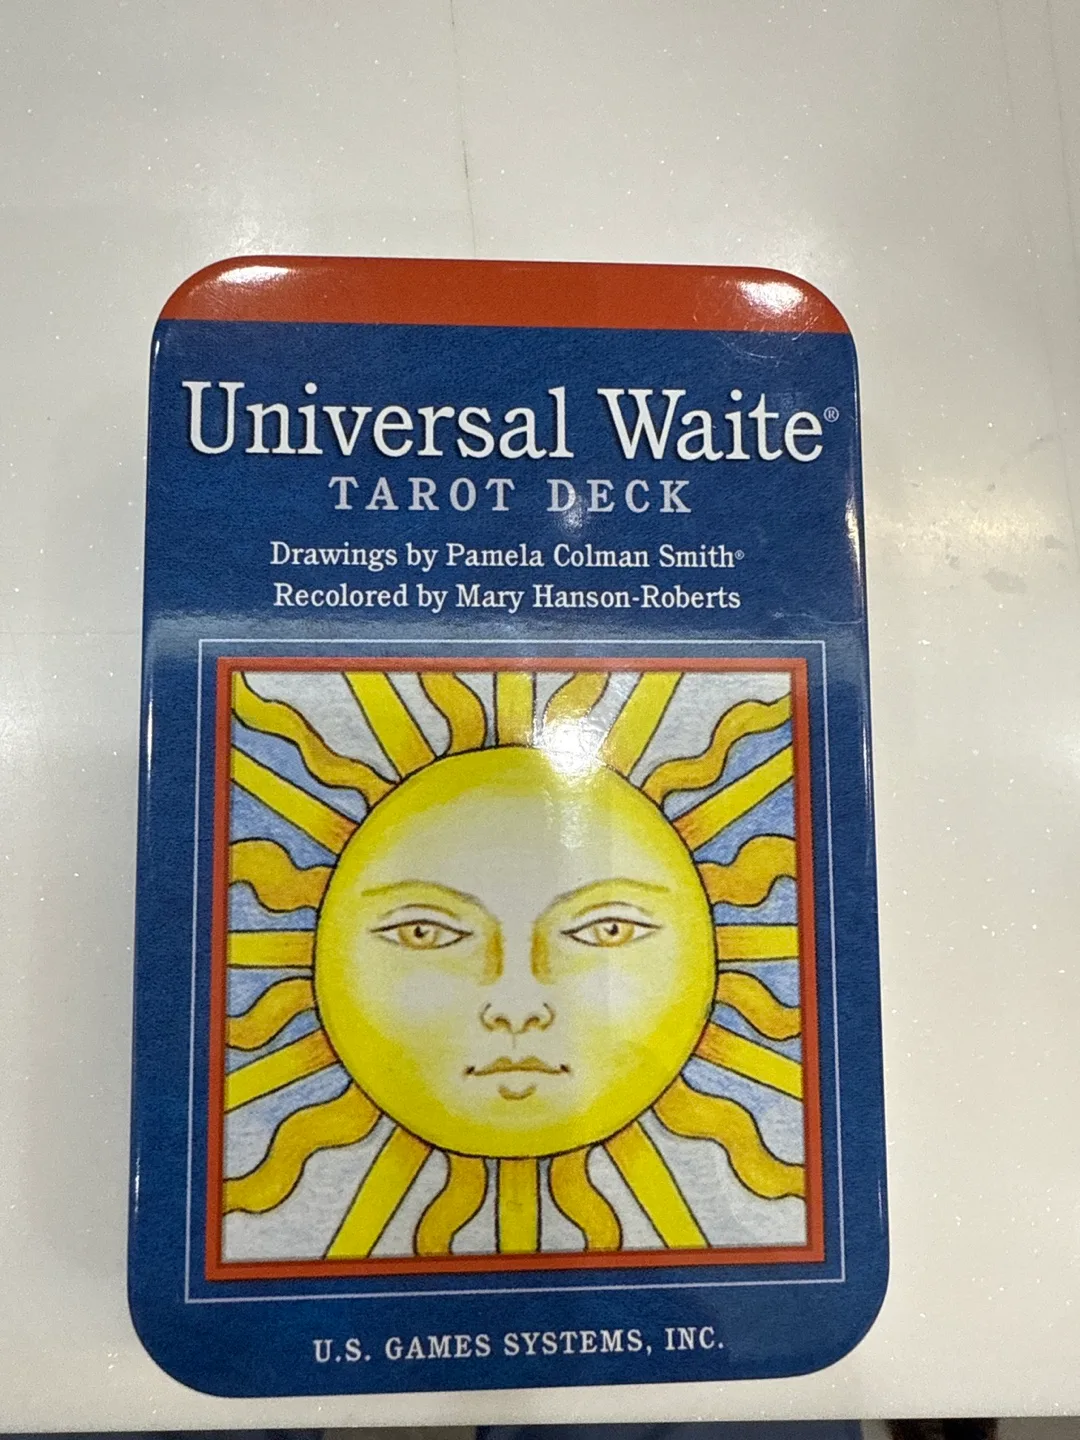 Universal Waite®
TAROT DECK
Drawings by Pamela Colman Smith®
Recolored by Mary Hanson-Roberts
U.S. GAMES SYSTEMS, INC.